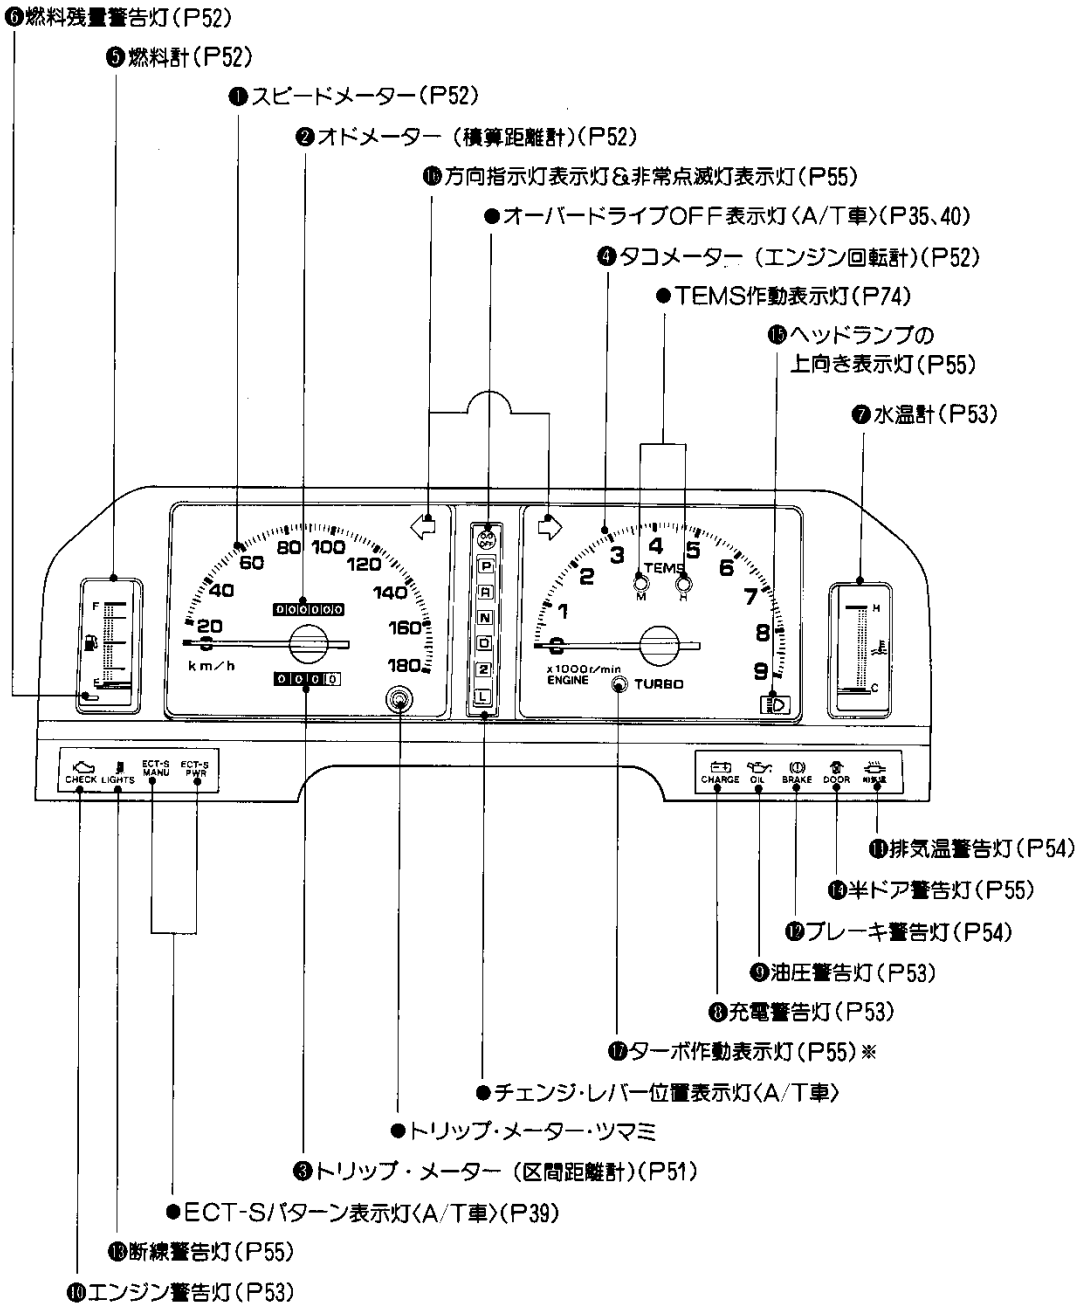 ❻燃料残量警告灯(P52)
❺燃料計(P52)
❶スピードメーター(P52)
❷オドメーター (積算距離計)(P52)
⓰方向指示灯表示灯&非常点滅灯表示灯(P55)
●オーバードライブOFF表示灯〈A/T車〉(P35、40)
❹タコメーター (エンジン回転計)(P52)
●TEMS作動表示灯(P74)
⓯ヘッドランプの
上向き表示灯(P55)
❼水温計(P53)
F
E
20
40
60
80
100
120
140
160
180
0
km/h
000000
0000
OFF
P
R
N
D
2
L
0
1
2
3
4
5
6
7
8
9
TEMS
M
H
x1000r/min
ENGINE
TURBO
H
C
CHECK
LIGHTS
ECT-S
MANU
ECT-S
PWR
CHARGE
OIL
BRAKE
DOOR
排気温
⓫排気温警告灯(P54)
⓮半ドア警告灯(P55)
⓬ブレーキ警告灯(P54)
❾油圧警告灯(P53)
❽充電警告灯(P53)
⓱ターボ作動表示灯(P55)※
●チェンジ・レバー位置表示灯〈A/T車〉
●トリップ・メーター・ツマミ
❸トリップ・メーター (区間距離計)(P51)
●ECT-Sパターン表示灯〈A/T車〉(P39)
⓭断線警告灯(P55)
❿エンジン警告灯(P53)